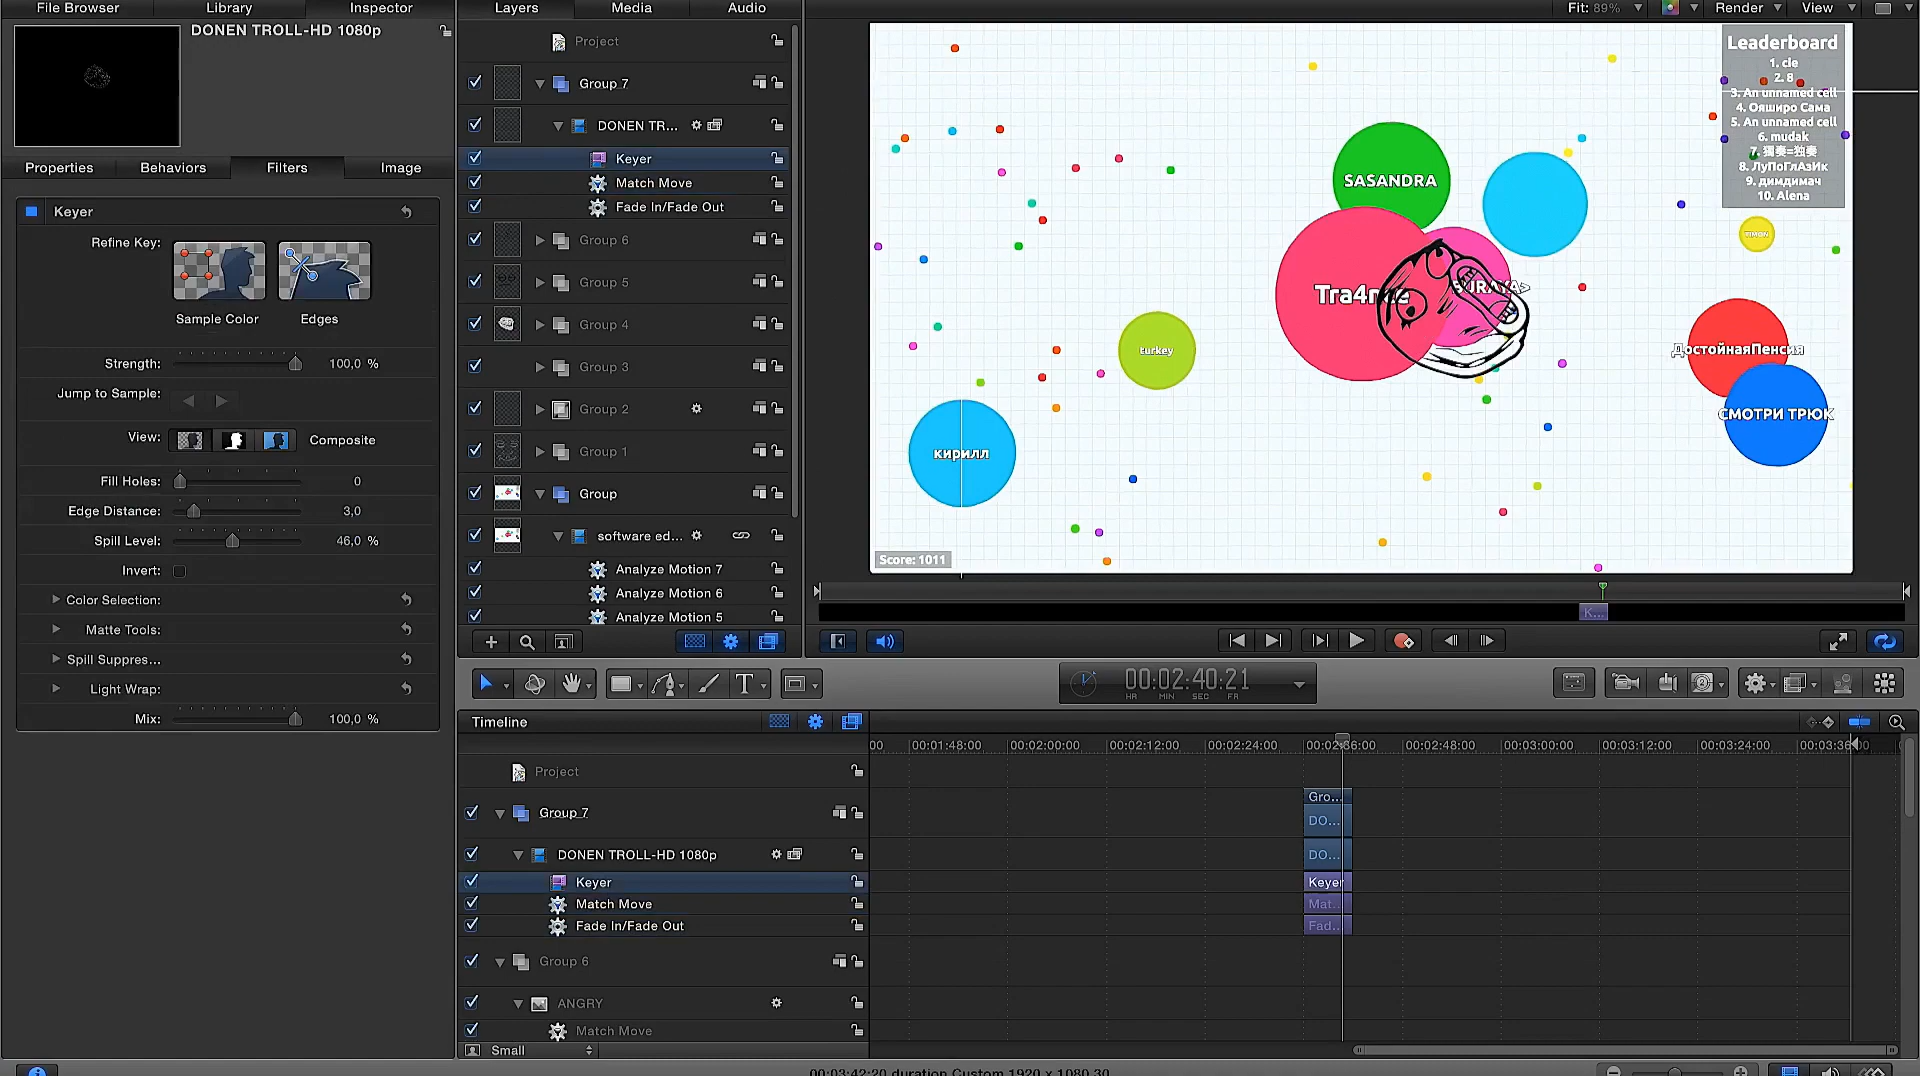 File Browser
Library
Inspector
DONEN TROLL-HD 1080p
Properties
Behaviors
Filters
Image
Keyer
Refine Key:
Sample Color
Edges
Strength:
100,0 %
Jump to Sample:
View:
Composite
Fill Holes:
0
Edge Distance:
3,0
Spill Level:
46,0 %
Invert:
Color Selection:
Matte Tools:
Spill Suppres...
Light Wrap:
Mix:
100,0 %
Layers
Media
Audio
Project
Group 7
DONEN TR...
Keyer
Match Move
Fade In/Fade Out
Group 6
Group 5
Group 4
Group 3
Group 2
Group 1
Group
software ed...
Analyze Motion 7
Analyze Motion 6
Analyze Motion 5
Fit: 89%
Render
View
Leaderboard
1. cle
2. 8
3. An unnamed cell
4. Ояширо Сама
5. An unnamed cell
6. mudak
7. 獨奏=独奏
8. ЛуПоГлАзИк
9. димдимач
10. Alena
SASANDRA
turkey
ДостойнаяПенсия
СМОТРИ ТРЮК
кирилл
Score: 1011
K...
00:02:40:21
HR MIN SEC FR
T
Timeline
00 00:01:48:00 00:02:00:00 00:02:12:00 00:02:24:00 00:02:36:00 00:02:48:00 00:03:00:00 00:03:12:00 00:03:24:00 00:03:36:00
Project
Group 7
Gro...
DO...
DONEN TROLL-HD 1080p
DO...
Keyer
Keyer
Match Move
Mat...
Fade In/Fade Out
Fad...
Group 6
ANGRY
Match Move
Small
00:03:42:20 duration Custom 1920 x 1080 30